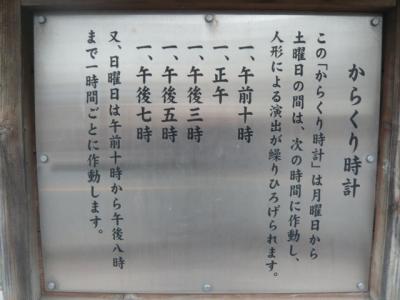 からくり時計
この「からくり時計」は月曜日から
土曜日の間は、次の時間に作動し、
人形による演出が繰りひろげられます。
一、午前十時
一、正午
一、午後三時
一、午後五時
一、午後七時
又、日曜日は午前十時から午後八時
まで一時間ごとに作動します。